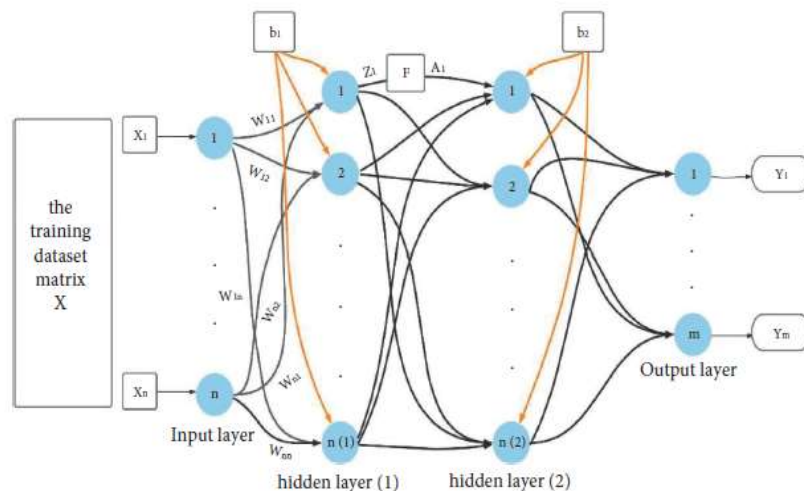 b1
b2
Z1
F
A1
1
1
X1
W11
1
W12
2
2
1
Y1
the
training
dataset
matrix
X
W1n
Wn2
Wn1
m
Ym
Output layer
Xn
n
Input layer
Wnn
n (1)
n (2)
hidden layer (1)
hidden layer (2)